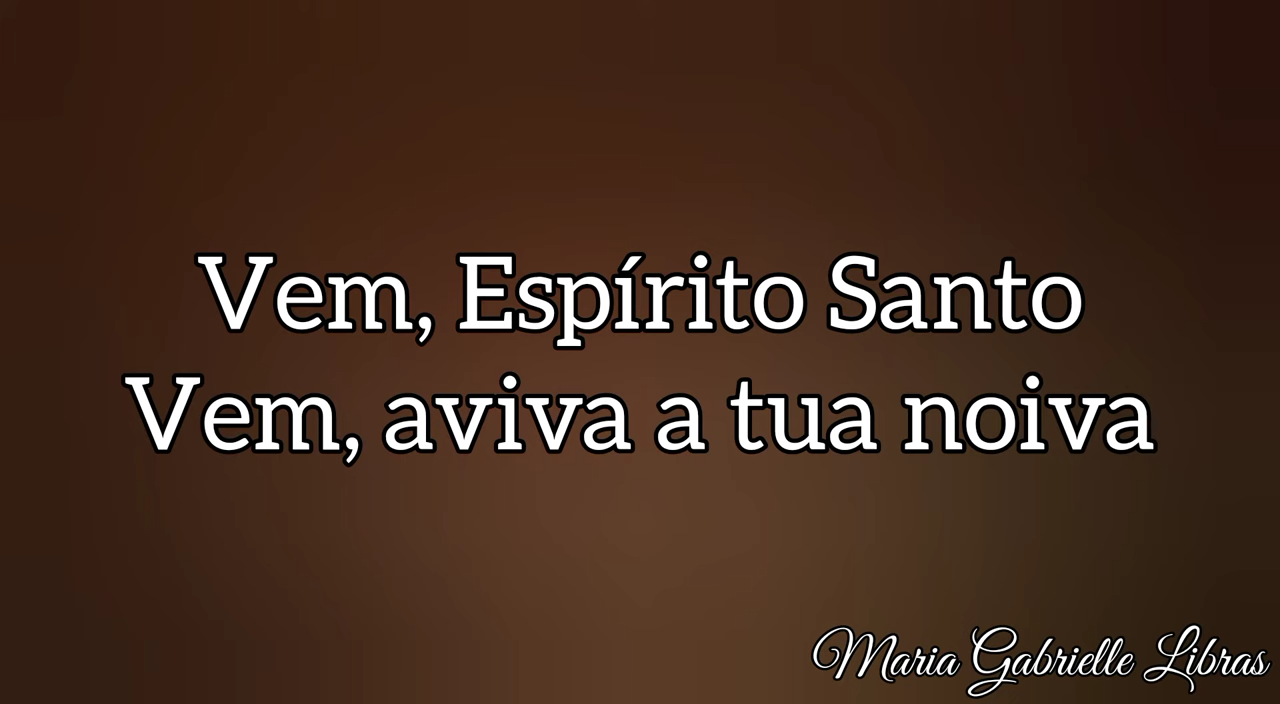 Vem, Espírito Santo
Vem, aviva a tua noiva
Maria Gabrielle Libras